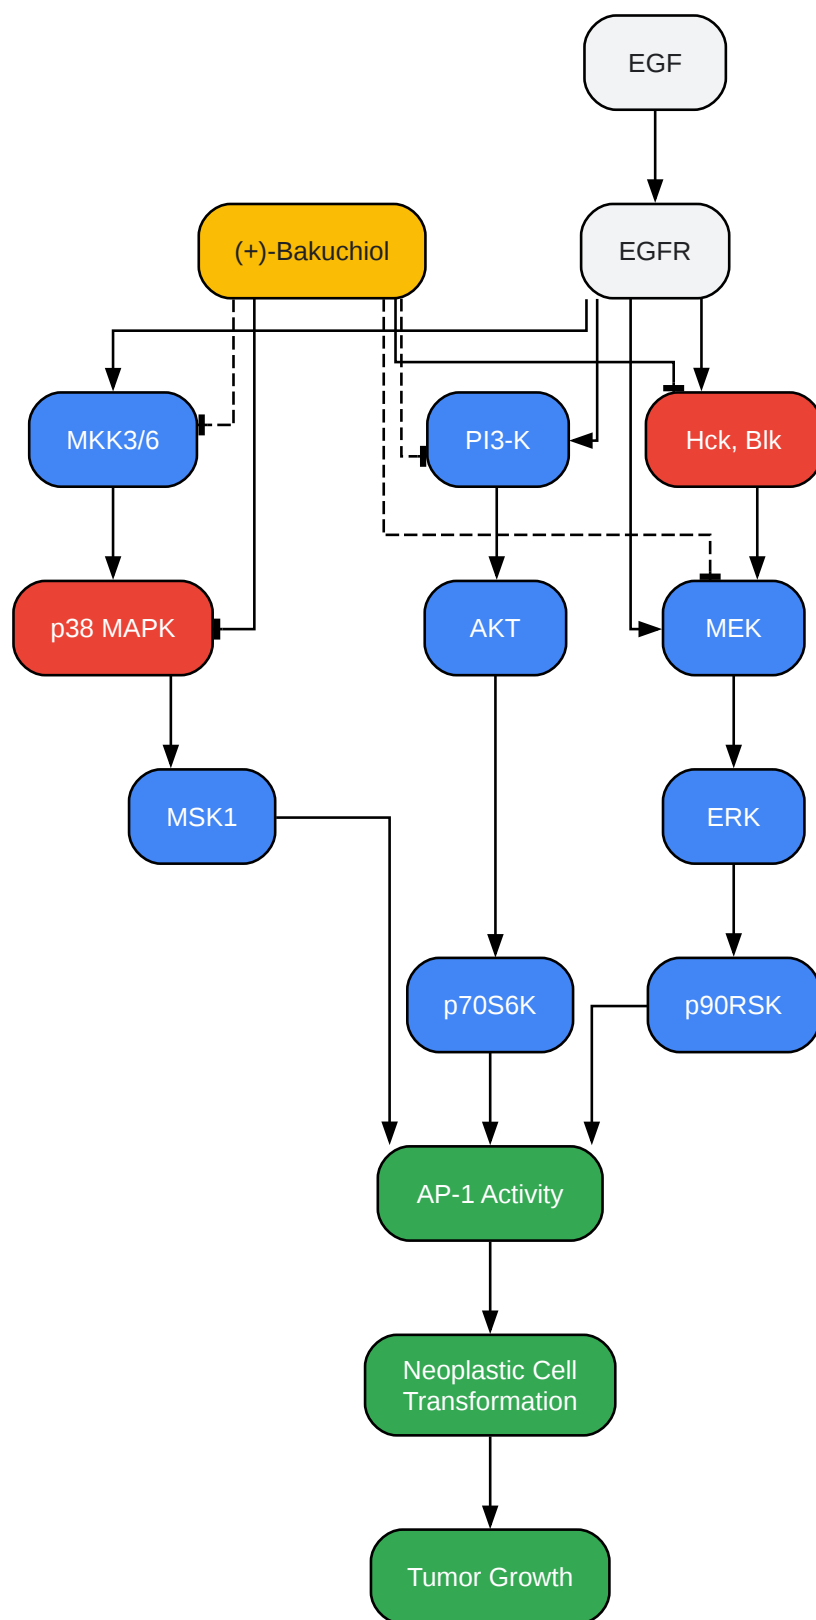 EGF
(+)-Bakuchiol
EGFR
MKK3/6
PI3-K
Hck, Blk
p38 MAPK
AKT
MEK
MSK1
ERK
p70S6K
p90RSK
AP-1 Activity
Neoplastic Cell
Transformation
Tumor Growth